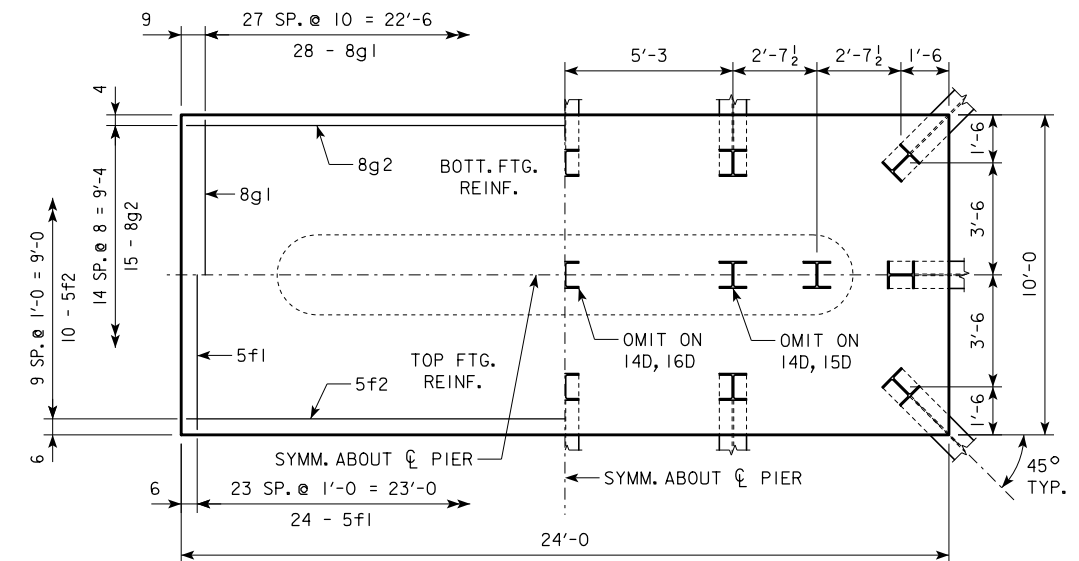 9
27 SP. @ 10 = 22'-6
28 - 8g1
5'-3
2'-7 1/2
2'-7 1/2
1'-6
4
14 SP. @ 8 = 9'-4
15 - 8g2
9 SP. @ 1'-0 = 9'-0
10 - 5f2
6
8g2
8g1
BOTT. FTG.
REINF.
1'-6
3'-6
10'-0
3'-6
1'-6
OMIT ON
14D, 16D
OMIT ON
14D, 15D
5f1
TOP FTG.
REINF.
5f2
SYMM. ABOUT ℄ PIER
SYMM. ABOUT ℄ PIER
45°
TYP.
6
23 SP. @ 1'-0 = 23'-0
24 - 5f1
24'-0